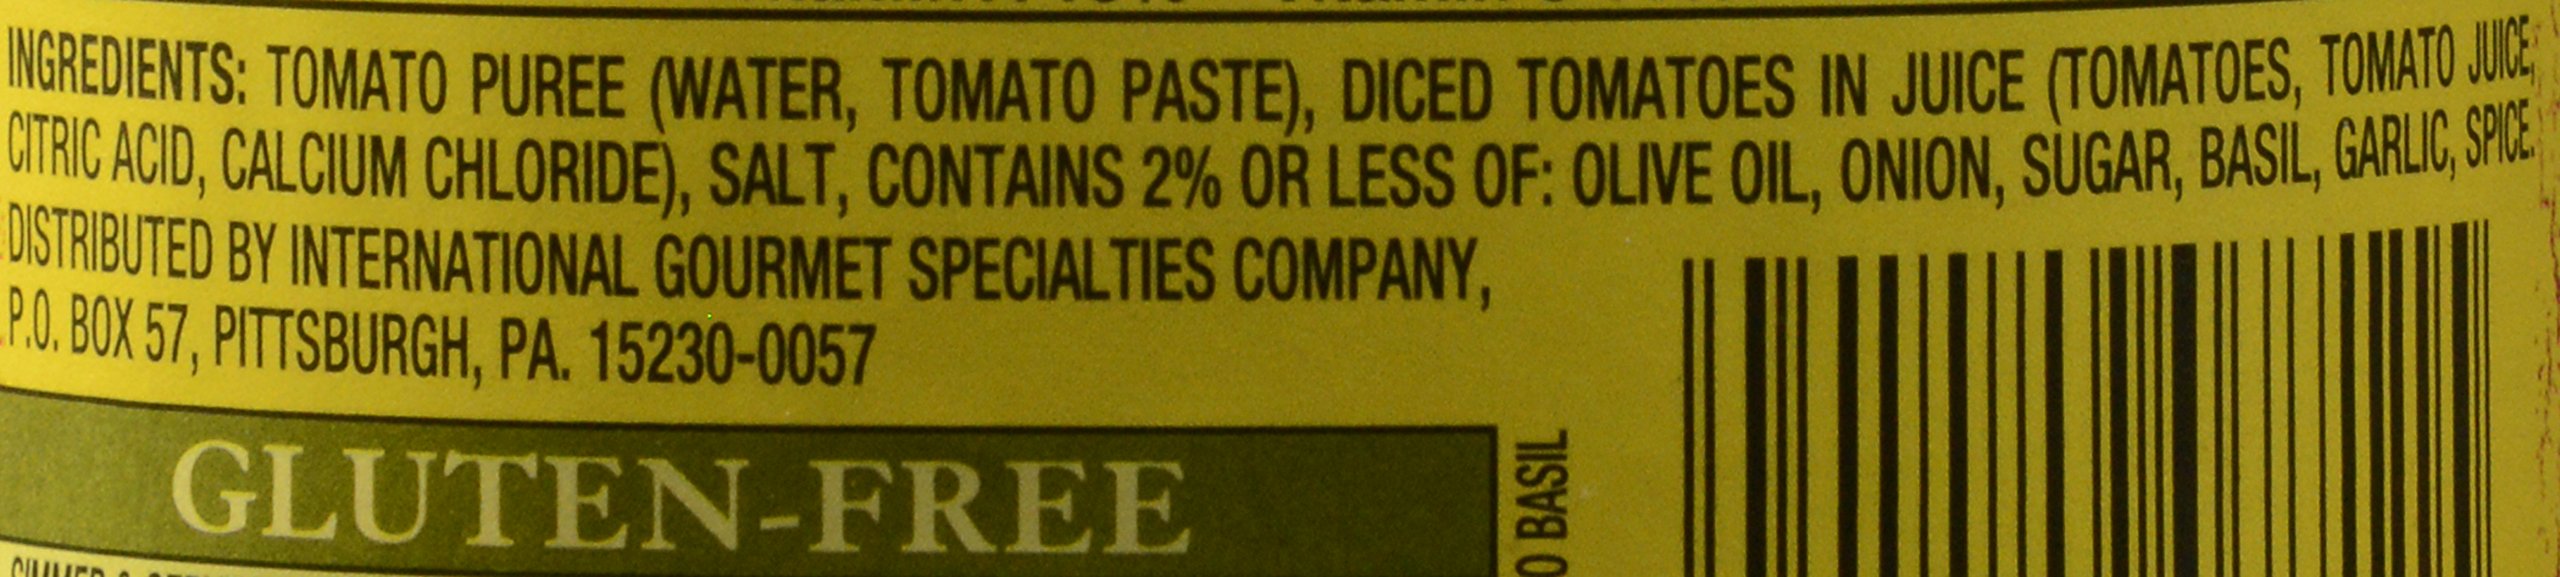 INGREDIENTS: TOMATO PUREE (WATER, TOMATO PASTE), DICED TOMATOES IN JUICE (TOMATOES, TOMATO JUICE,
CITRIC ACID, CALCIUM CHLORIDE), SALT, CONTAINS 2% OR LESS OF: OLIVE OIL, ONION, SUGAR, BASIL, GARLIC, SPICE.
DISTRIBUTED BY INTERNATIONAL GOURMET SPECIALTIES COMPANY,
P.O. BOX 57, PITTSBURGH, PA. 15230-0057
GLUTEN-FREE
O BASIL